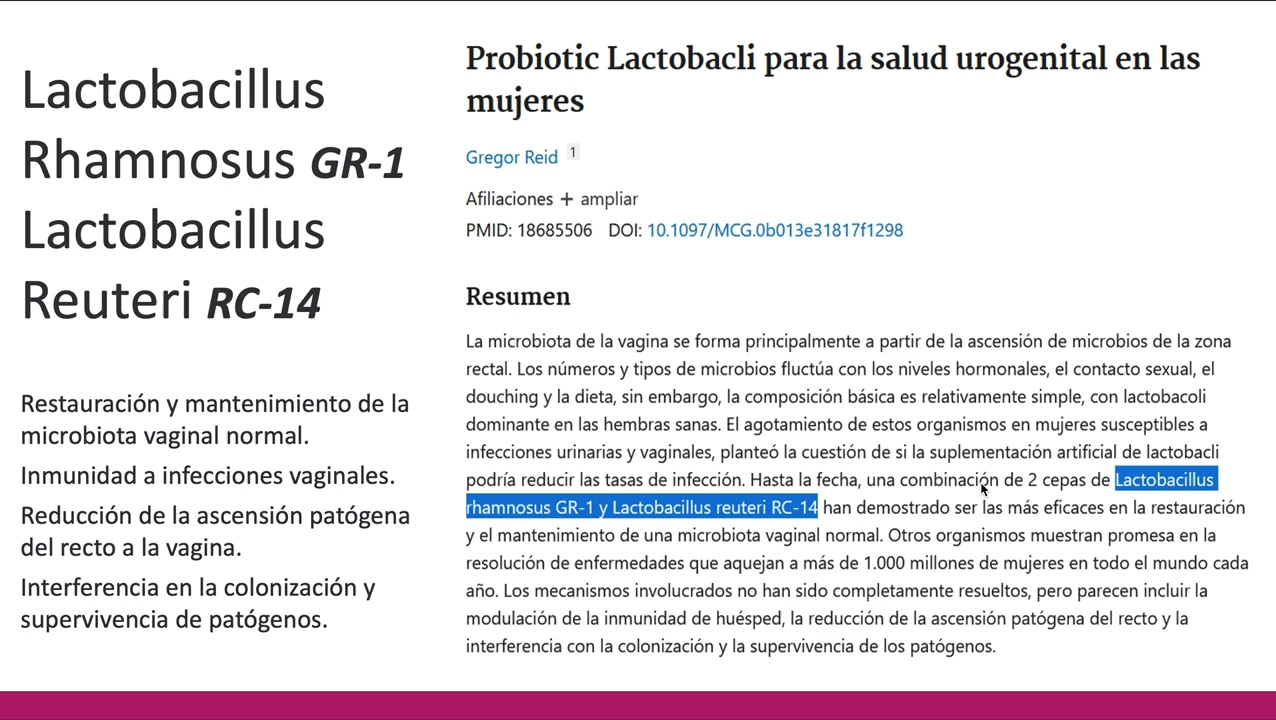 Lactobacillus
Rhamnosus GR-1
Lactobacillus
Reuteri RC-14
Restauración y mantenimiento de la
microbiota vaginal normal.
Inmunidad a infecciones vaginales.
Reducción de la ascensión patógena
del recto a la vagina.
Interferencia en la colonización y
supervivencia de patógenos.
Probiotic Lactobacli para la salud urogenital en las
mujeres
Gregor Reid 1
Afiliaciones + ampliar
PMID: 18685506 DOI: 10.1097/MCG.0b013e31817f1298
Resumen
La microbiota de la vagina se forma principalmente a partir de la ascensión de microbios de la zona
rectal. Los números y tipos de microbios fluctúa con los niveles hormonales, el contacto sexual, el
douching y la dieta, sin embargo, la composición básica es relativamente simple, con lactobacoli
dominante en las hembras sanas. El agotamiento de estos organismos en mujeres susceptibles a
infecciones urinarias y vaginales, planteó la cuestión de si la suplementación artificial de lactobacli
podría reducir las tasas de infección. Hasta la fecha, una combinación de 2 cepas de Lactobacillus
rhamnosus GR-1 y Lactobacillus reuteri RC-14 han demostrado ser las más eficaces en la restauración
y el mantenimiento de una microbiota vaginal normal. Otros organismos muestran promesa en la
resolución de enfermedades que aquejan a más de 1.000 millones de mujeres en todo el mundo cada
año. Los mecanismos involucrados no han sido completamente resueltos, pero parecen incluir la
modulación de la inmunidad de huésped, la reducción de la ascensión patógena del recto y la
interferencia con la colonización y la supervivencia de los patógenos.